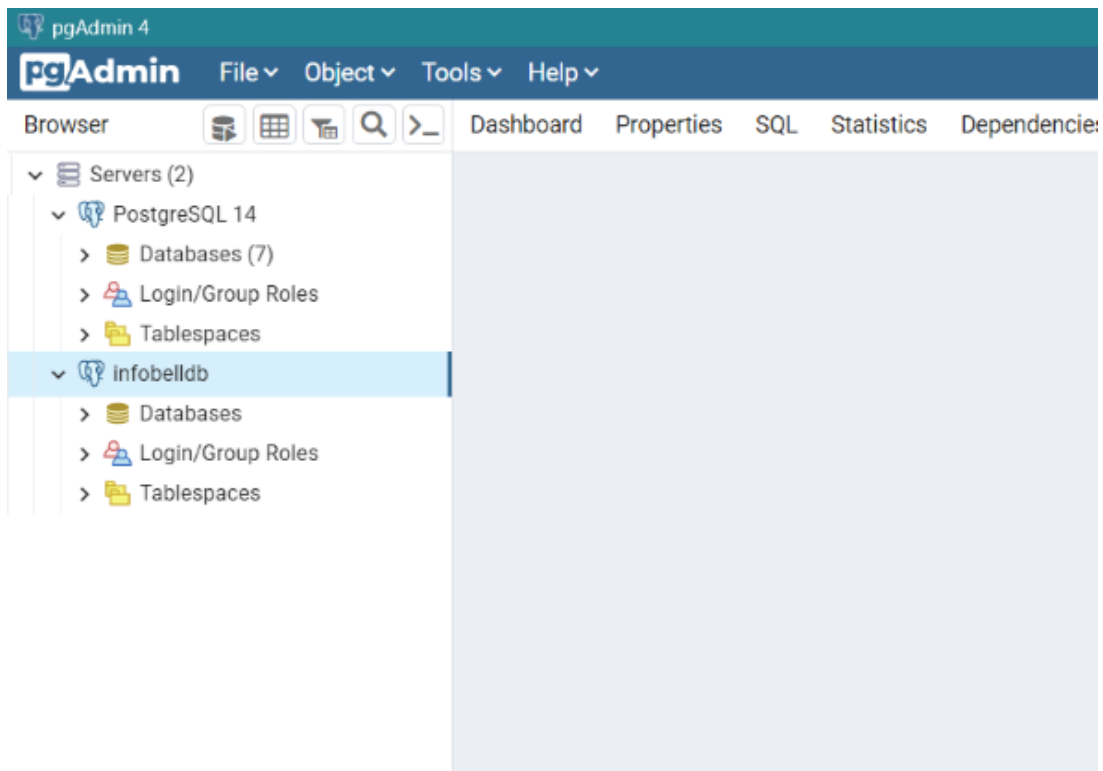 pgAdmin 4
pgAdmin File Object Tools Help
Browser >_ Dashboard Properties SQL Statistics Dependencies
Servers (2)
PostgreSQL 14
Databases (7)
Login/Group Roles
Tablespaces
infobelldb
Databases
Login/Group Roles
Tablespaces